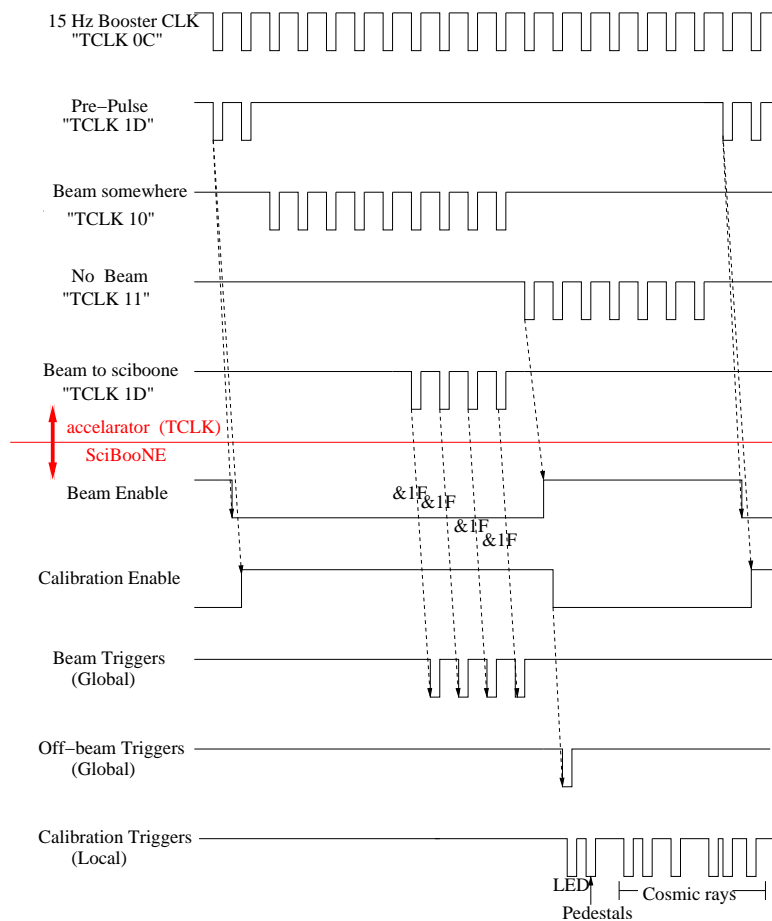 15 Hz Booster CLK
"TCLK 0C"
Pre−Pulse
"TCLK 1D"
Beam somewhere
"TCLK 10"
No Beam
"TCLK 11"
Beam to sciboone
"TCLK 1D"
accelarator (TCLK)
SciBooNE
Beam Enable
&1F
&1F
&1F
&1F
Calibration Enable
Beam Triggers
(Global)
Off−beam Triggers
(Global)
Calibration Triggers
(Local)
LED
Cosmic rays
Pedestals